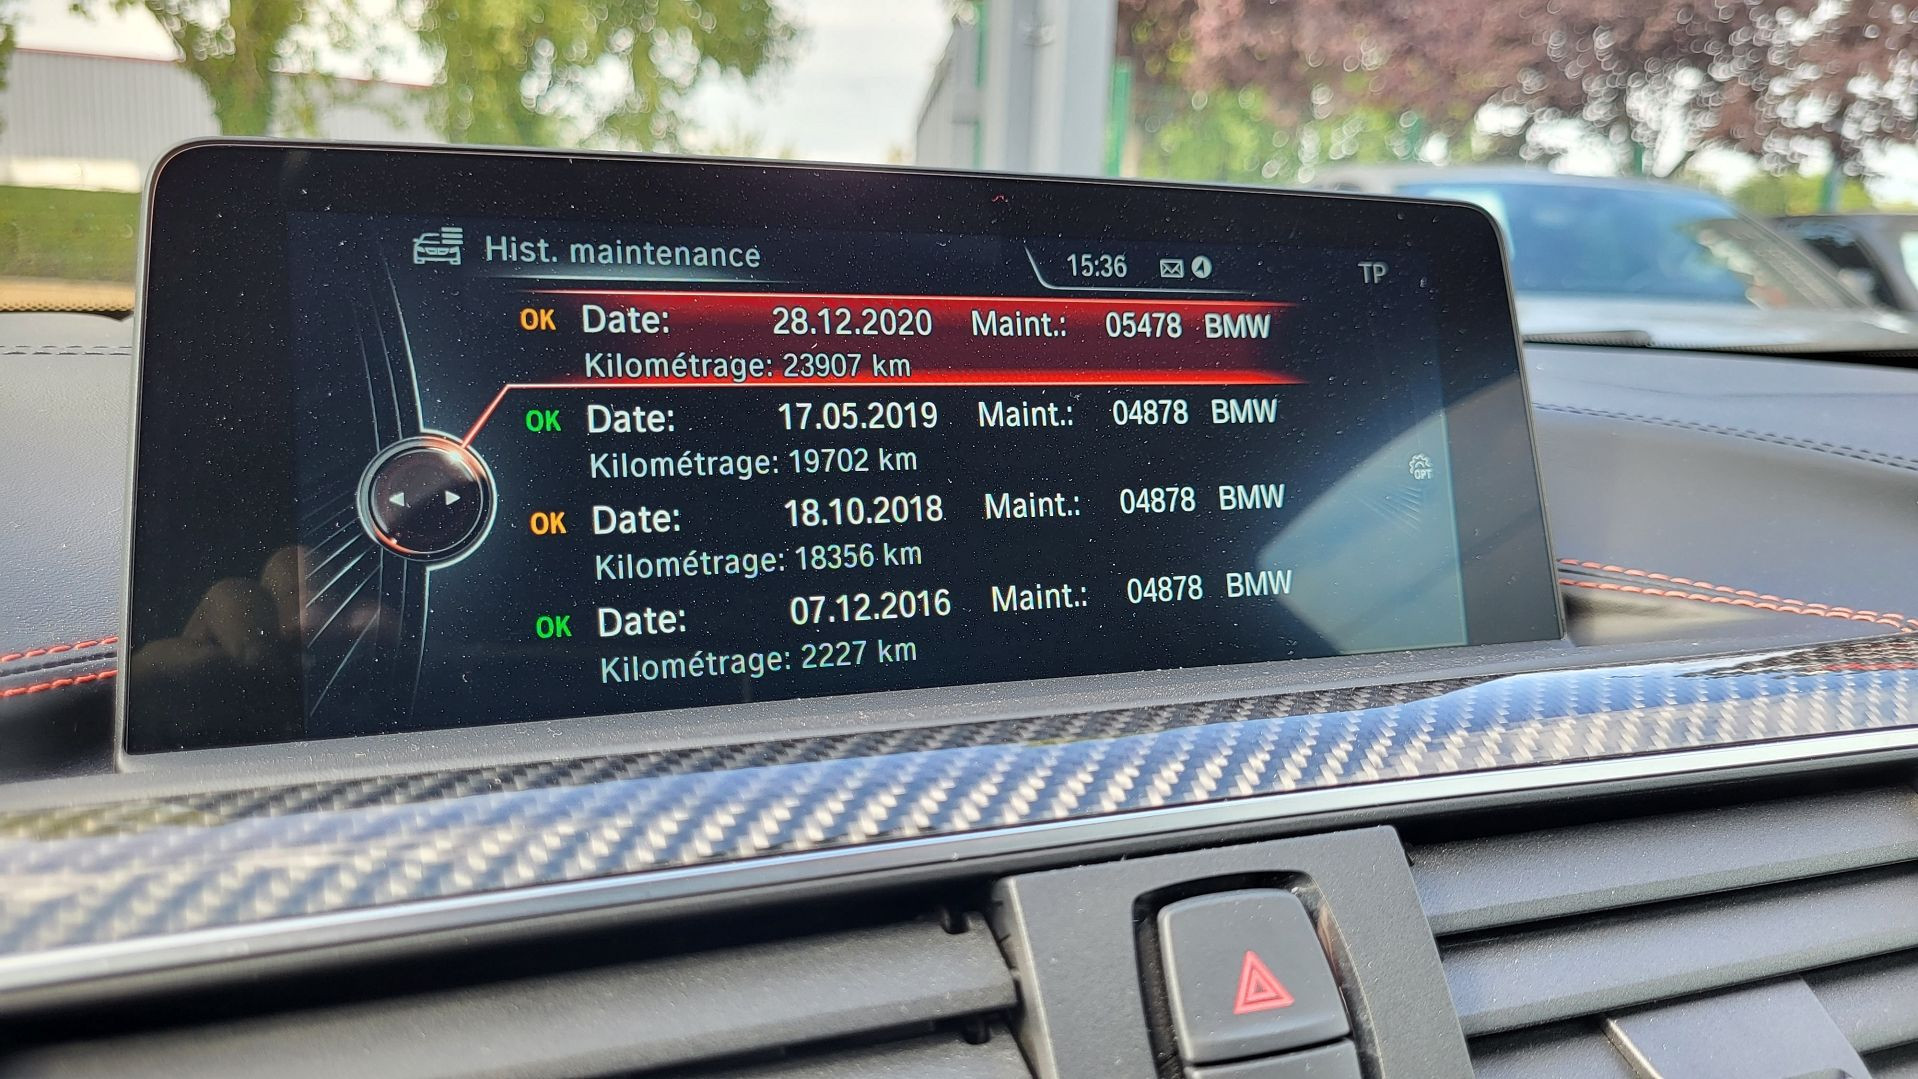 Hist. maintenance 15:36 TP
OK Date: 28.12.2020 Maint.: 05478 BMW
Kilométrage: 23907 km
OK Date: 17.05.2019 Maint.: 04878 BMW
Kilométrage: 19702 km
OPT
OK Date: 18.10.2018 Maint.: 04878 BMW
Kilométrage: 18356 km
OK Date: 07.12.2016 Maint.: 04878 BMW
Kilométrage: 2227 km